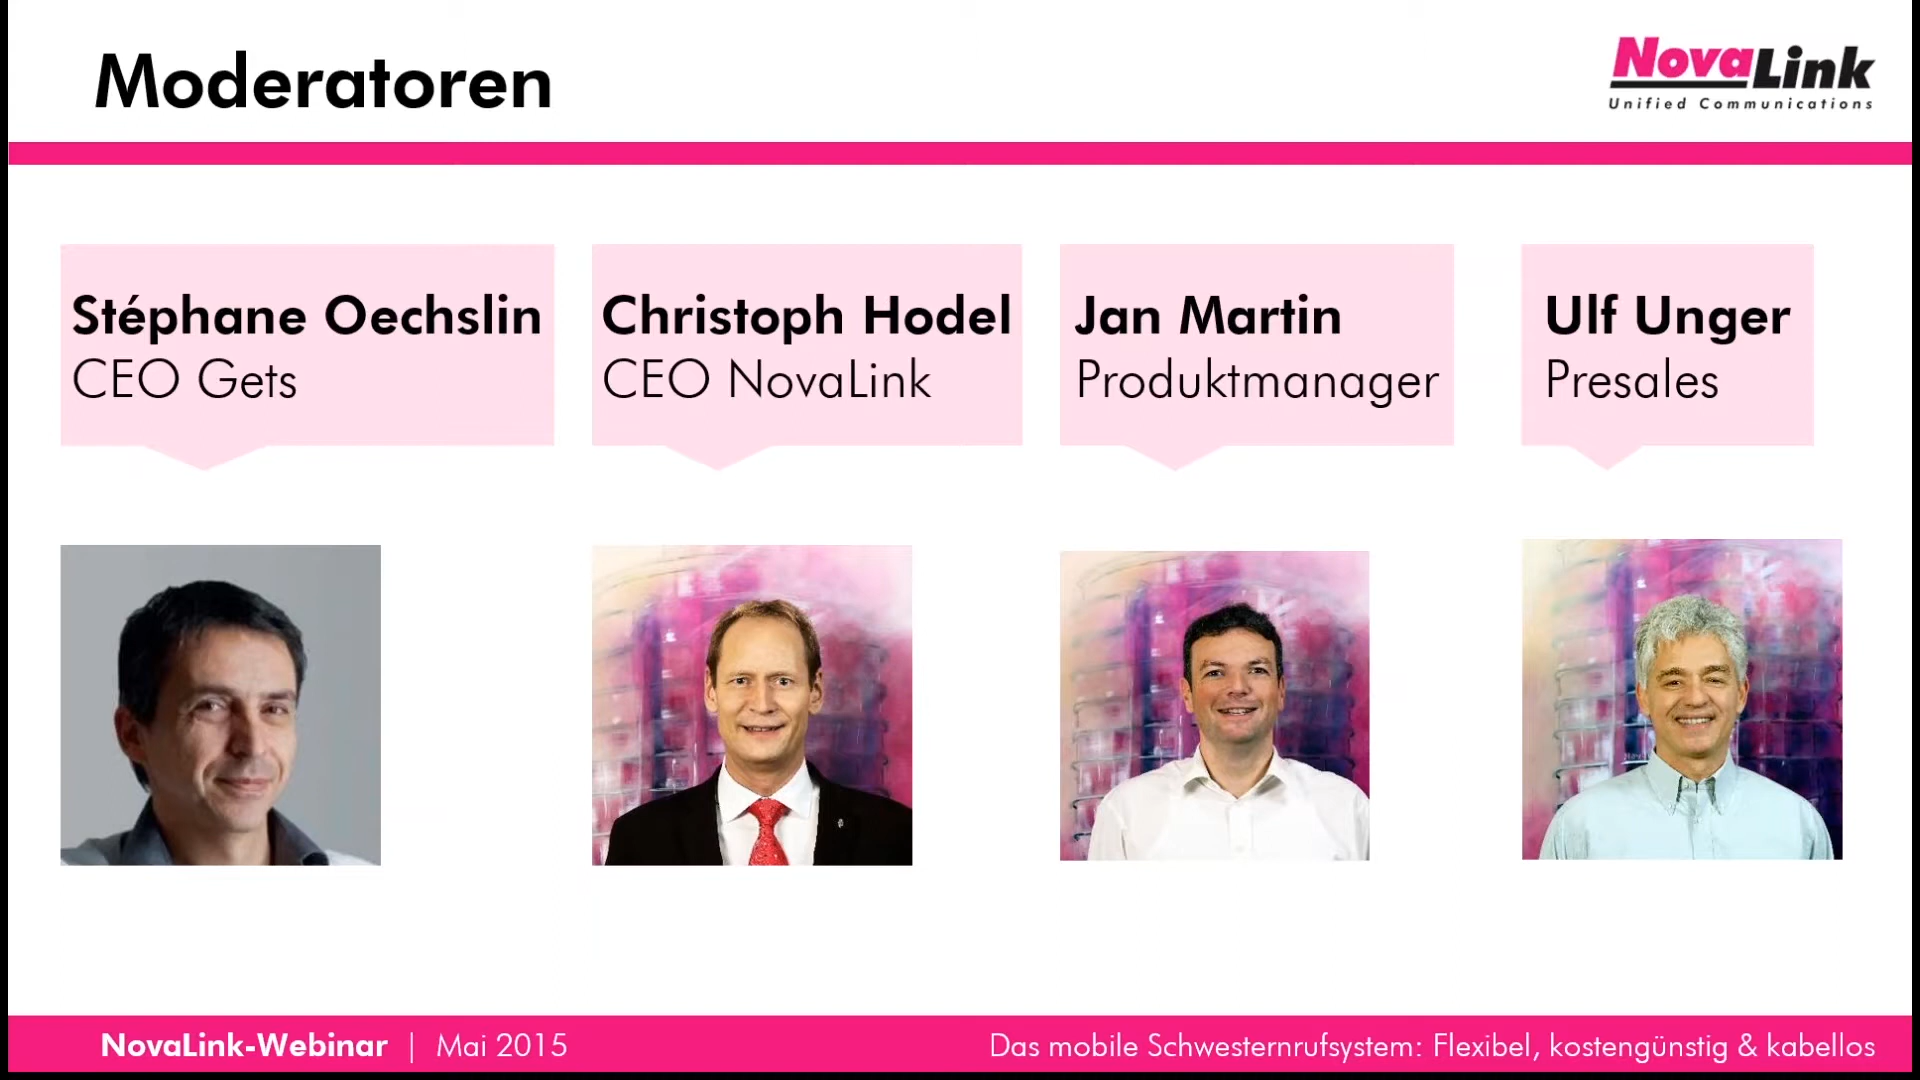 Moderatoren
NovaLink
Unified Communications
Stéphane Oechslin
CEO Gets
Christoph Hodel
CEO NovaLink
Jan Martin
Produktmanager
Ulf Unger
Presales
NovaLink-Webinar | Mai 2015
Das mobile Schwesternrufsystem: Flexibel, kostengünstig & kabellos